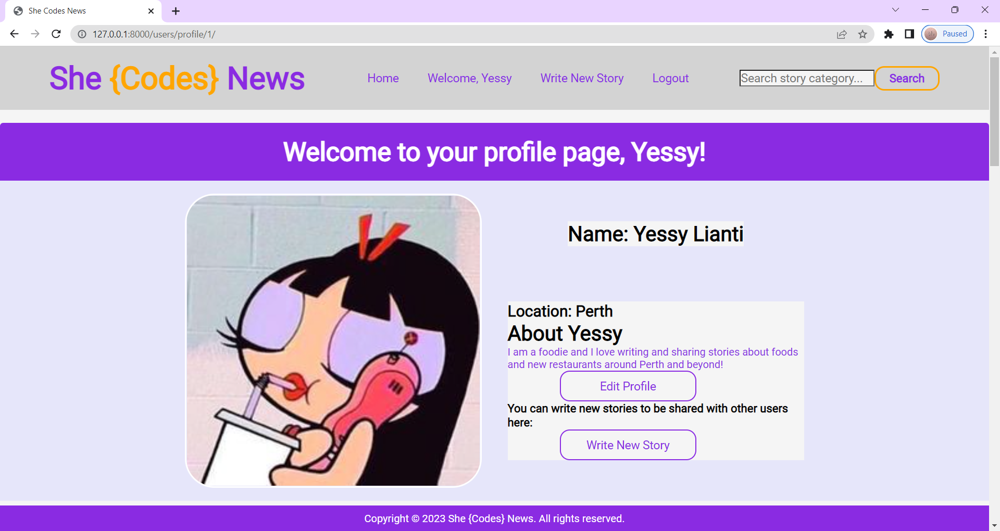 She Codes News
127.0.0.1:8000/users/profile/1/
Paused
She {Codes} News
Home
Welcome, Yessy
Write New Story
Logout
Search story category...
Search
Welcome to your profile page, Yessy!
Name: Yessy Lianti
Location: Perth
About Yessy
I am a foodie and I love writing and sharing stories about foods
and new restaurants around Perth and beyond!
Edit Profile
You can write new stories to be shared with other users
here:
Write New Story
Copyright © 2023 She {Codes} News. All rights reserved.